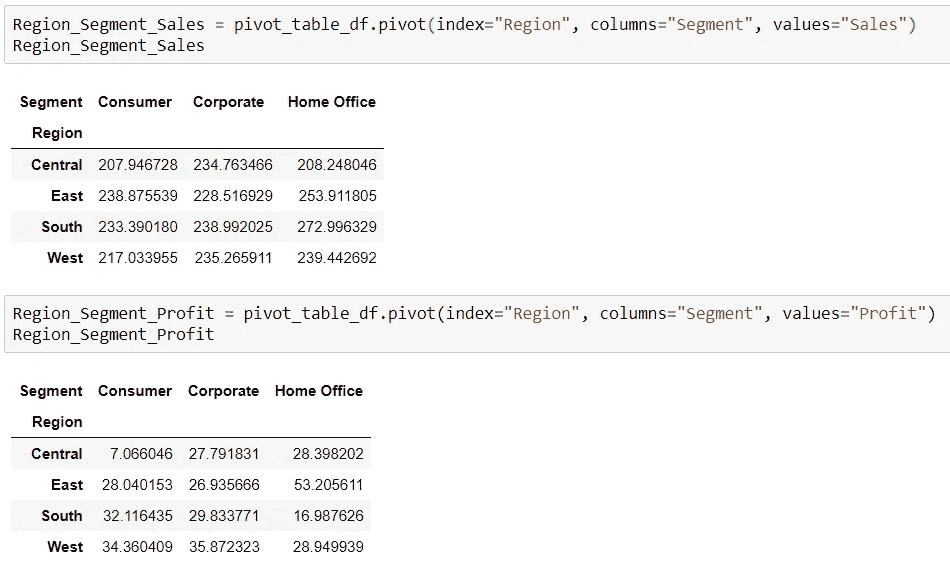 Region_Segment_Sales = pivot_table_df.pivot(index="Region", columns="Segment", values="Sales")
Region_Segment_Sales
Segment Consumer Corporate Home Office
Region
Central 207.946728 234.763466 208.248046
East 238.875539 228.516929 253.911805
South 233.390180 238.992025 272.996329
West 217.033955 235.265911 239.442692
Region_Segment_Profit = pivot_table_df.pivot(index="Region", columns="Segment", values="Profit")
Region_Segment_Profit
Segment Consumer Corporate Home Office
Region
Central 7.066046 27.791831 28.398202
East 28.040153 26.935666 53.205611
South 32.116435 29.833771 16.987626
West 34.360409 35.872323 28.949939